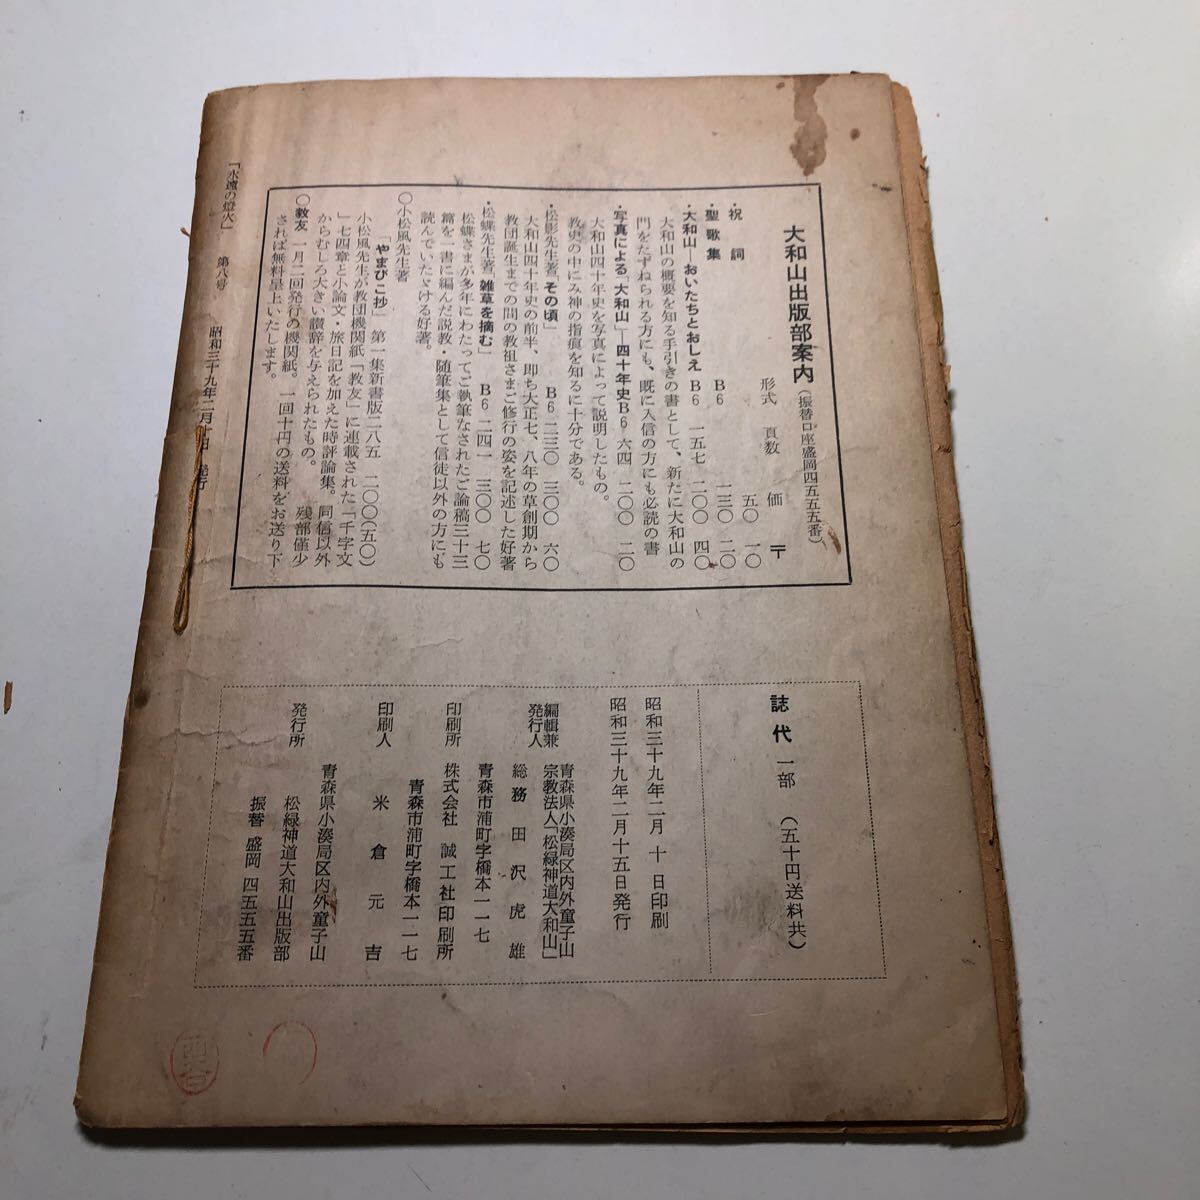 大和山出版部案内(振替口座盛岡四五五五番)
形式 頁数 価 〒
・祝詞 五〇 一〇
・聖歌集 B6 一三〇 二〇
・大和山―おいたちとおしえ B6 一五七 二〇〇 四〇
大和山の概要を知る手引きの書として、新たに大和山の
門をたずねられる方にも、既に入信の方にも必読の書
・写真による「大和山」―四十年史B6 六四 二〇〇 二〇
大和山四十年史を写真によって説明したもの。
教史の中にみ神の指痕を知るに十分である。
・松影先生著「その頃」 B6 二三〇 三〇〇 六〇
大和山四十年史の前半、即ち大正七、八年の草創期から
教団誕生までの間の教祖さまご修行の姿を記述した好著
・松蝶先生著「雑草を摘む」 B6 二四一 三〇〇 七〇
松蝶さまが多年にわたってご執筆なされたご論稿三十三
篇を一書に編んだ説教・随筆集として信徒以外の方にも
読んでいたゞける好著。
〇小松風先生著
「やまびこ抄」 第一集新書版二八五 二〇〇(五〇)
小松風先生が教団機関紙「教友」に連載された「千字文
」七四章と小論文・旅日記を加えた時評論集。同信以外
からむしろ大きい讃辞を与えられたもの。 残部僅少
〇教友 一月二回発行の機関紙。一回十円の送料をお送り下
されば無料呈上いたします。
「永遠の燈火」 第八号 昭和三十九年二月十日 発行
誌代 一部 (五十円送料共)
昭和三十九年二月 十 日印刷
昭和三十九年二月十五日発行
編輯兼発行人
青森県小湊局区内外童子山
宗教法人「松緑神道大和山」
総務 田沢虎雄
青森市浦町字橋本一一七
印刷所 株式会社 誠工社印刷所
青森市浦町字橋本一一七
印刷人 米倉元吉
青森県小湊局区内外童子山
発行所 松緑神道大和山出版部
振替 盛岡 四五五五番
西谷